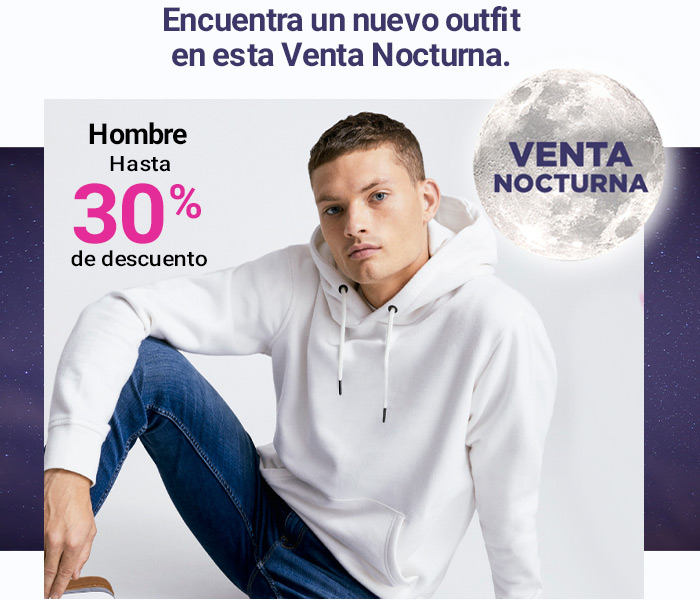 Encuentra un nuevo outfit
en esta Venta Nocturna.
Hombre
Hasta
30%
de descuento
VENTA
NOCTURNA